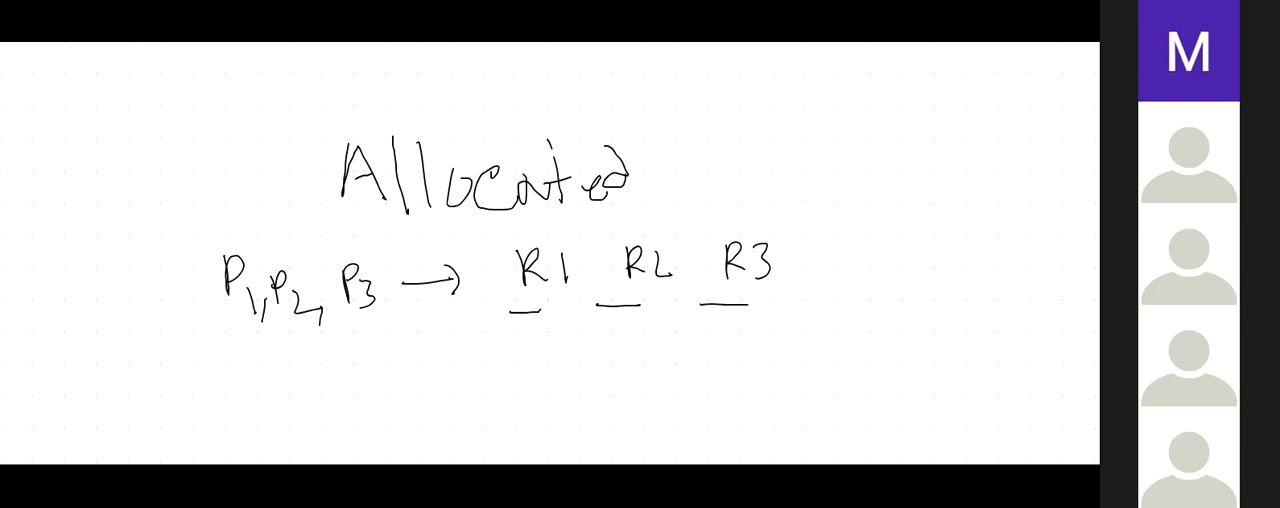 Allocated
P1, P2, P3 → R1 R2 R3
M